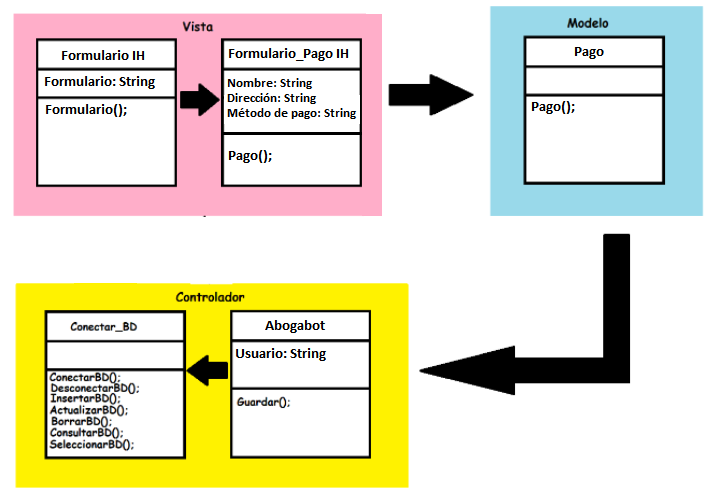 Vista
Formulario IH
Formulario: String
Formulario();
Formulario_Pago IH
Nombre: String
Dirección: String
Método de pago: String
Pago();
Modelo
Pago
Pago();
Controlador
Conectar_BD
ConectarBD();
DesconectarBD();
InsertarBD();
ActualizarBD();
BorrarBD();
ConsultarBD();
SeleccionarBD();
Abogabot
Usuario: String
Guardar();